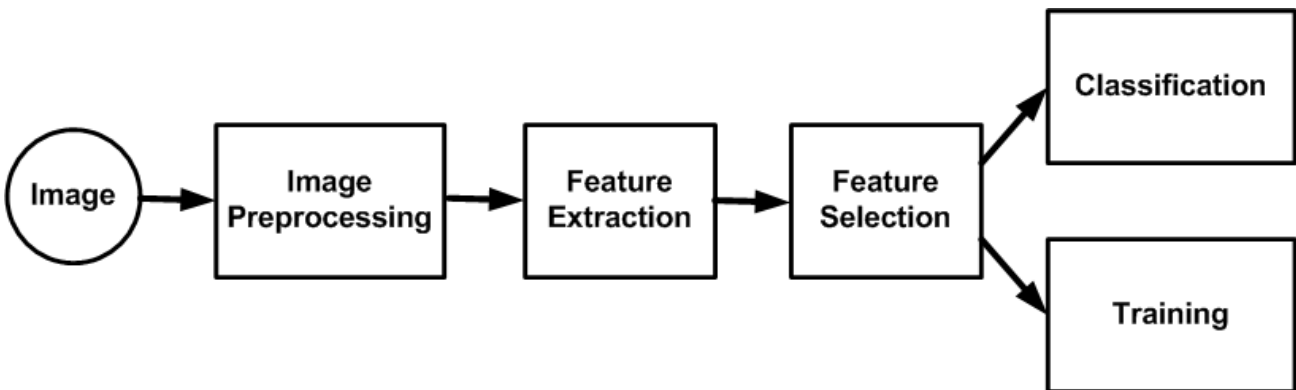 Image
Image
Preprocessing
Feature
Extraction
Feature
Selection
Classification
Training